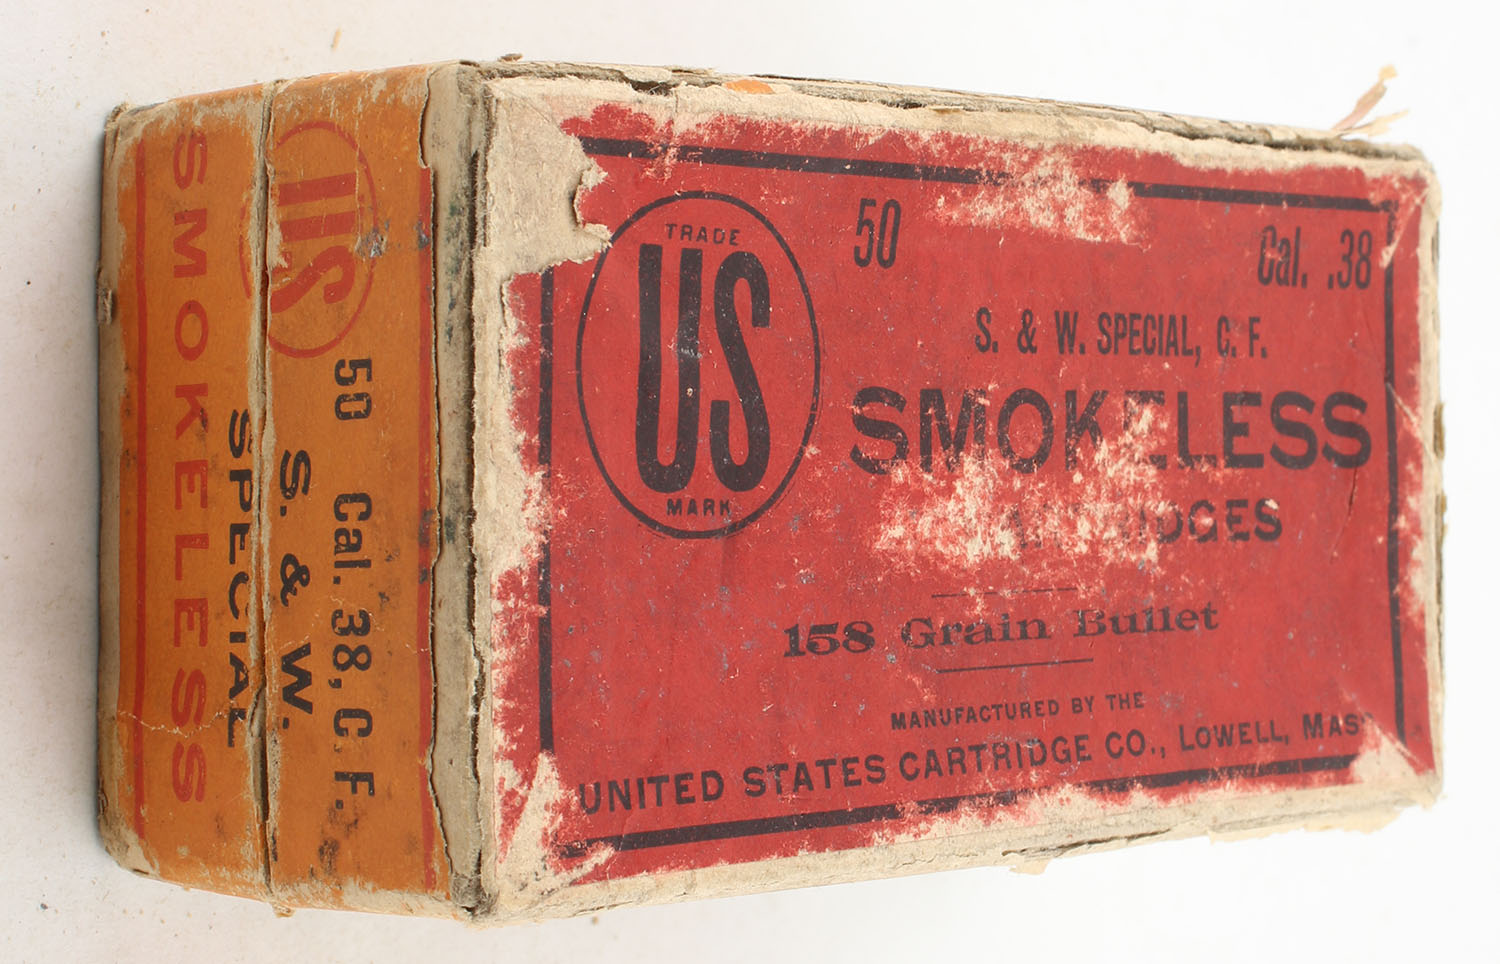 50
Cal. .38
TRADE
US
MARK
S. & W. SPECIAL, C. F.
SMOKELESS
158 Grain Bullet
MANUFACTURED BY THE
UNITED STATES CARTRIDGE CO., LOWELL, MASS
US
50 Cal. 38, C. F.
S. & W.
SPECIAL
SMOKELESS